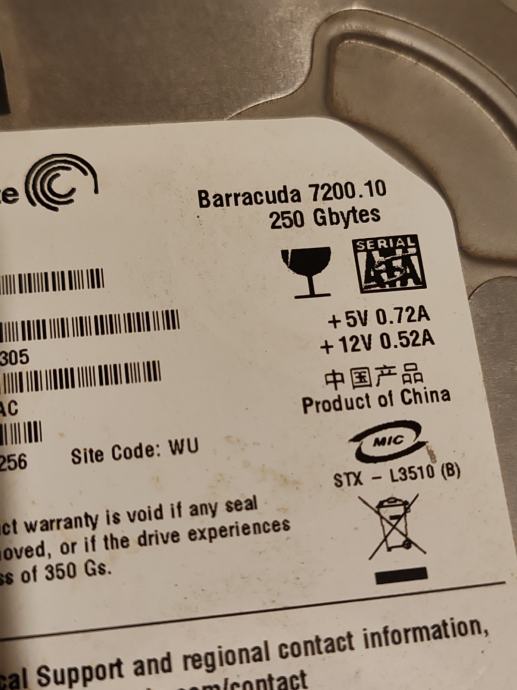 Barracuda 7200.10
250 Gbytes
SERIAL
ATA
+5V 0.72A
+12V 0.52A
305
中国产品
Product of China
AC
MIC
256 Site Code: WU
STX - L3510 (B)
ct warranty is void if any seal
oved, or if the drive experiences
ss of 350 Gs.
cal Support and regional contact information,